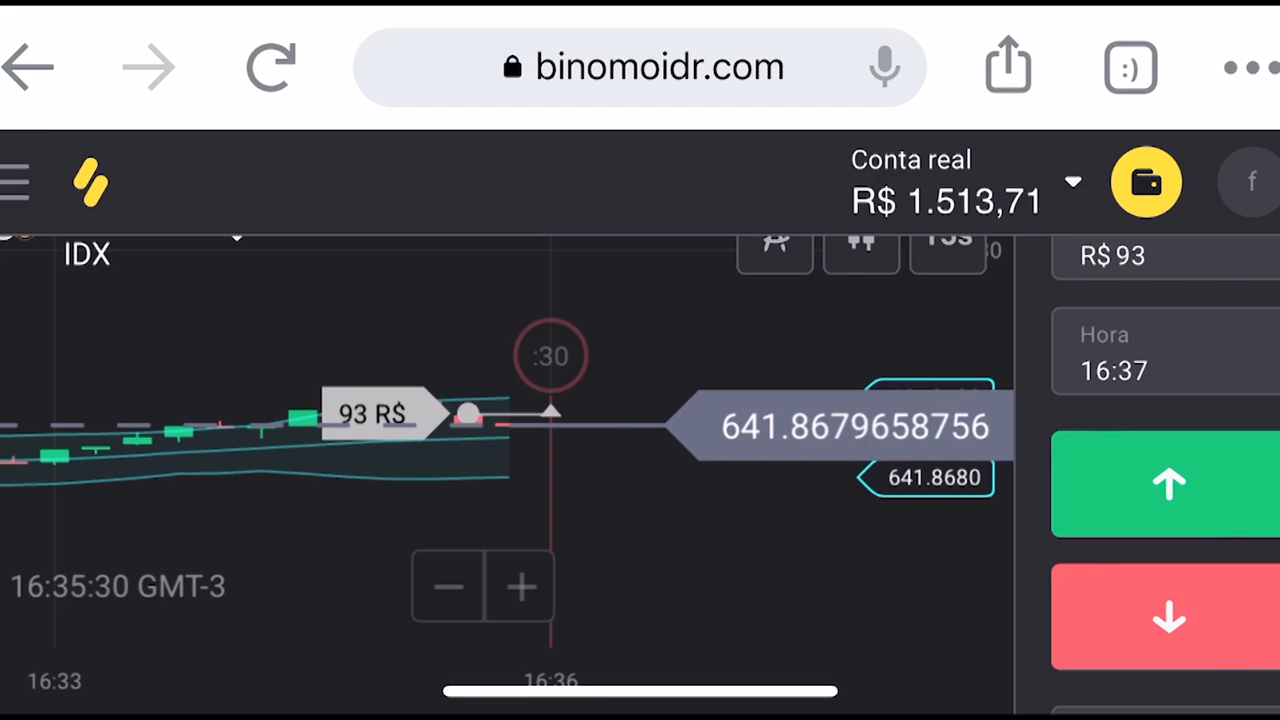 binomoidr.com
:)
Conta real
R$ 1.513,71
f
IDX
15s
R$ 93
:30
Hora
16:37
93 R$
641.8679658756
641.8680
16:35:30 GMT-3
16:33
16:36